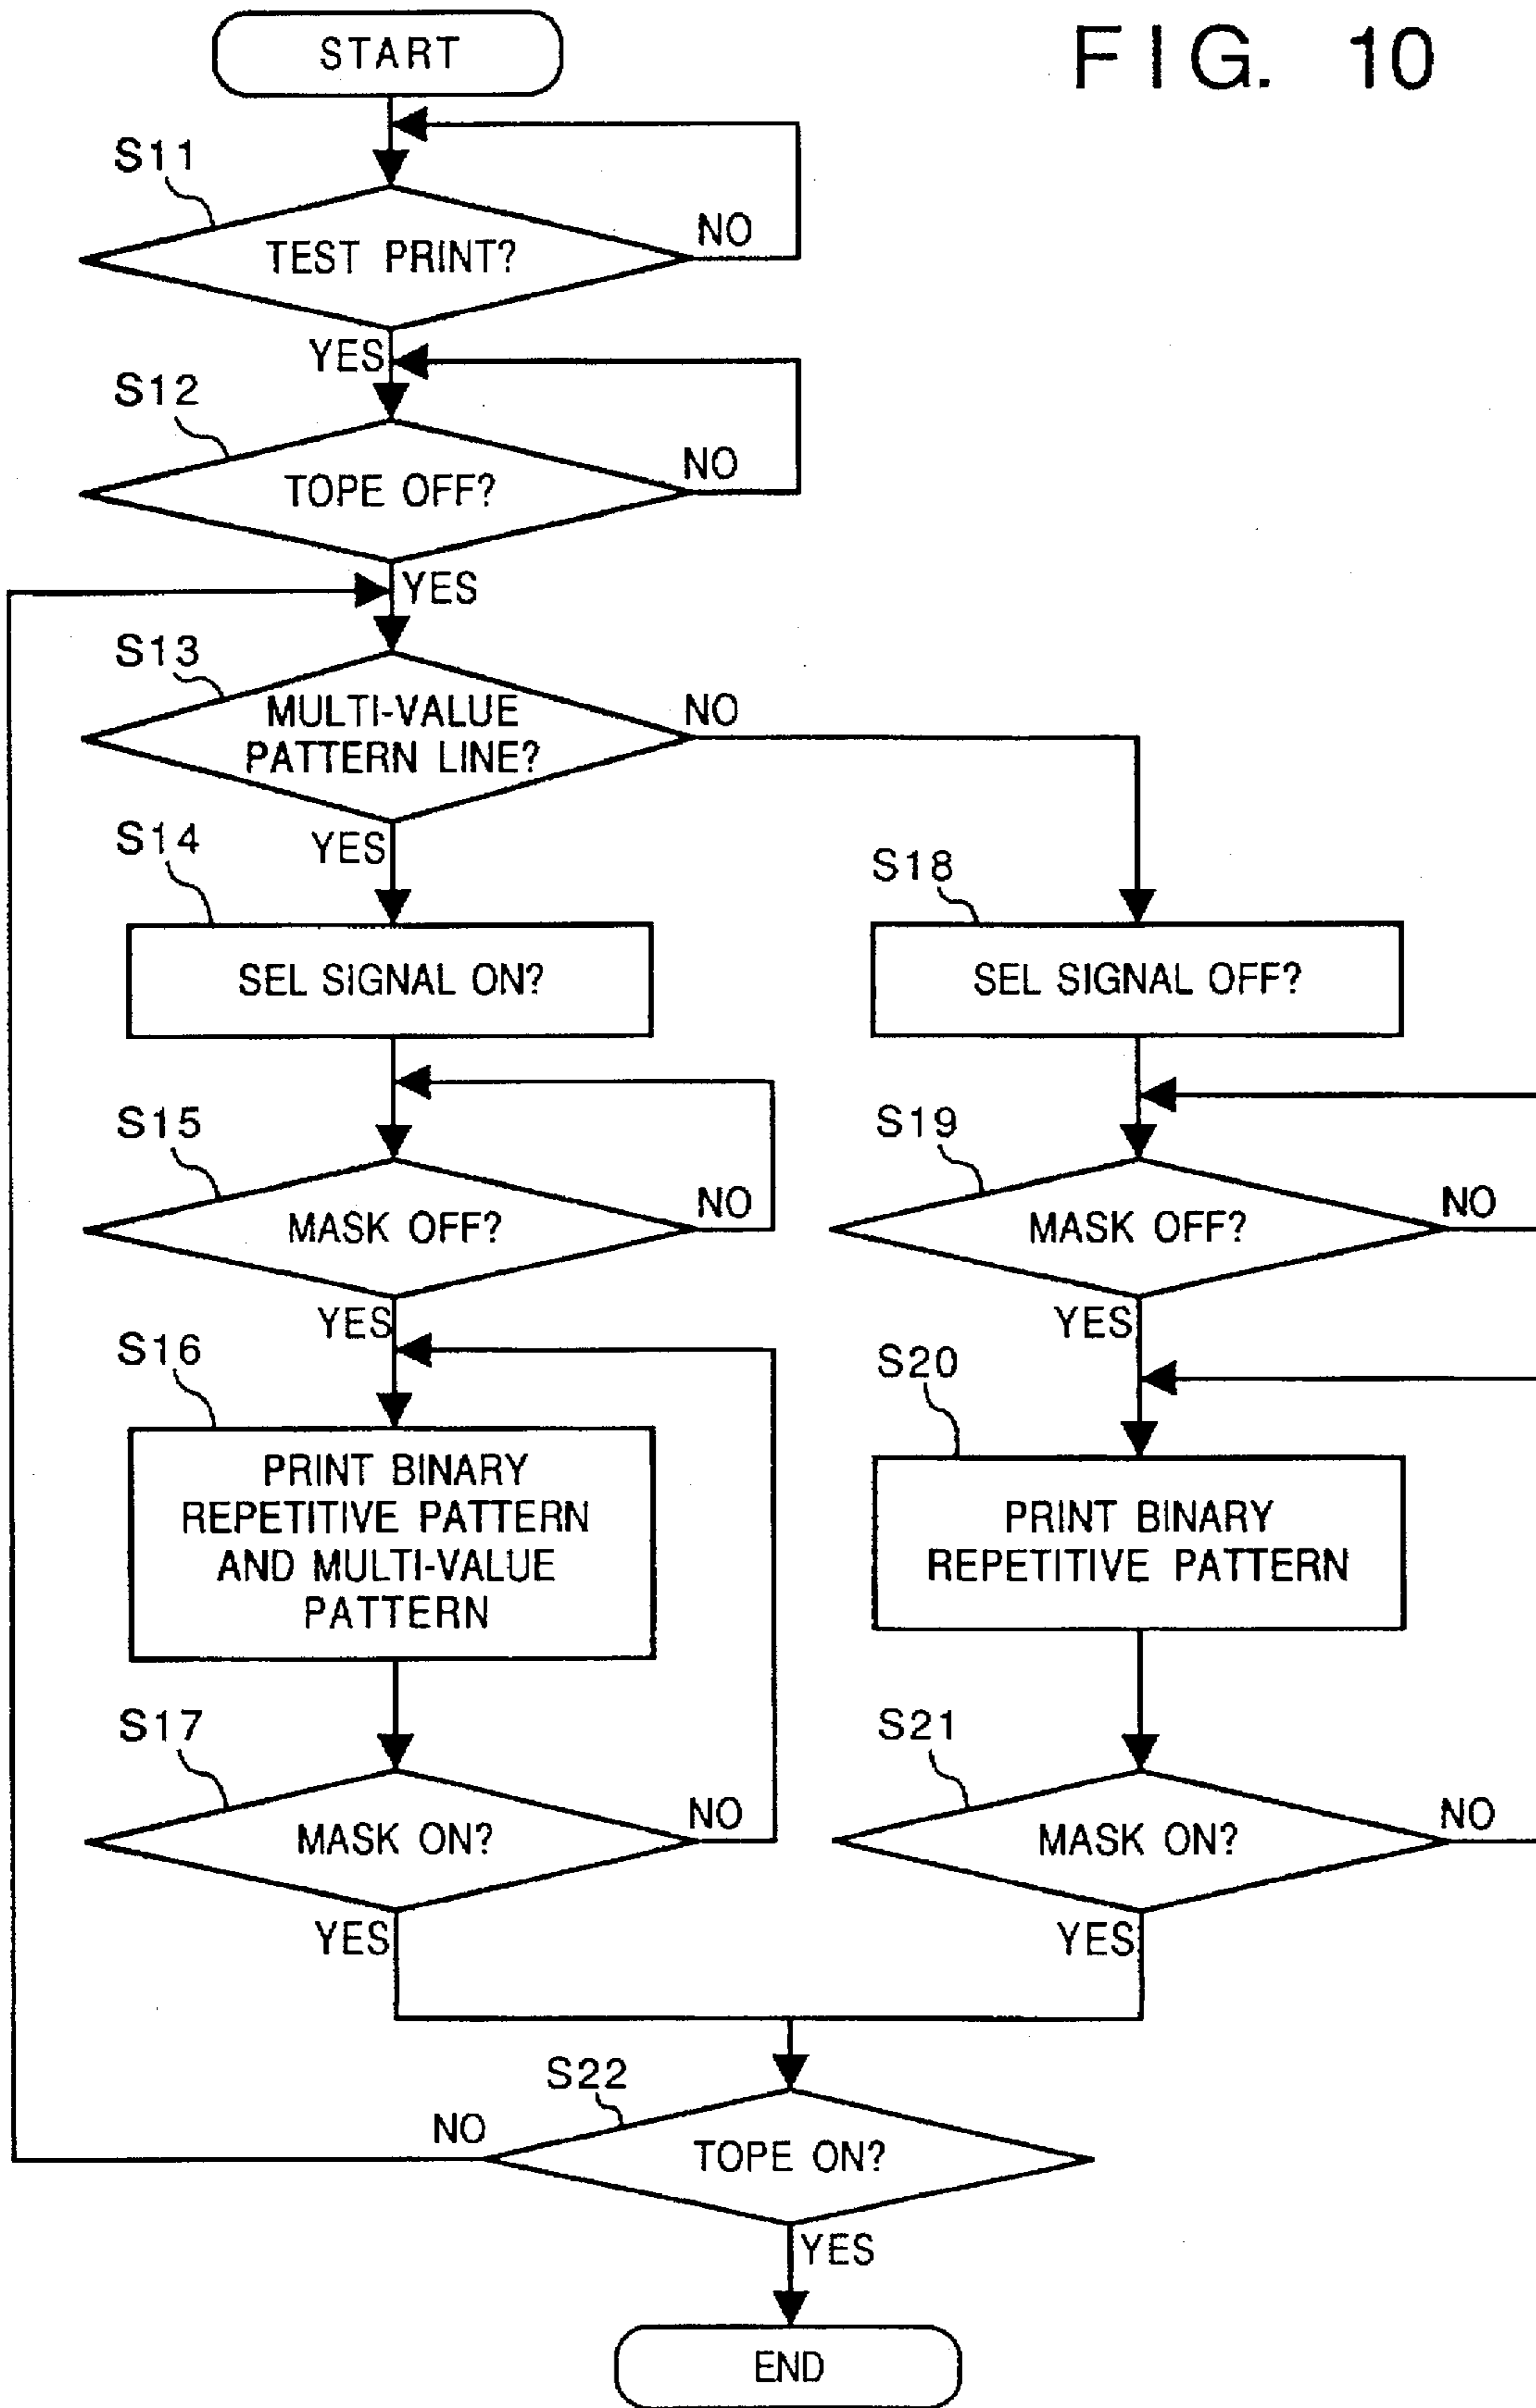 FIG. 10
START
S11
TEST PRINT?
NO
YES
S12
TOPE OFF?
NO
YES
S13
MULTI-VALUE
PATTERN LINE?
NO
YES
S14
SEL SIGNAL ON?
S15
MASK OFF?
NO
YES
S16
PRINT BINARY
REPETITIVE PATTERN
AND MULTI-VALUE
PATTERN
S17
MASK ON?
NO
YES
S18
SEL SIGNAL OFF?
S19
MASK OFF?
NO
YES
S20
PRINT BINARY
REPETITIVE PATTERN
S21
MASK ON?
NO
YES
S22
TOPE ON?
NO
YES
END